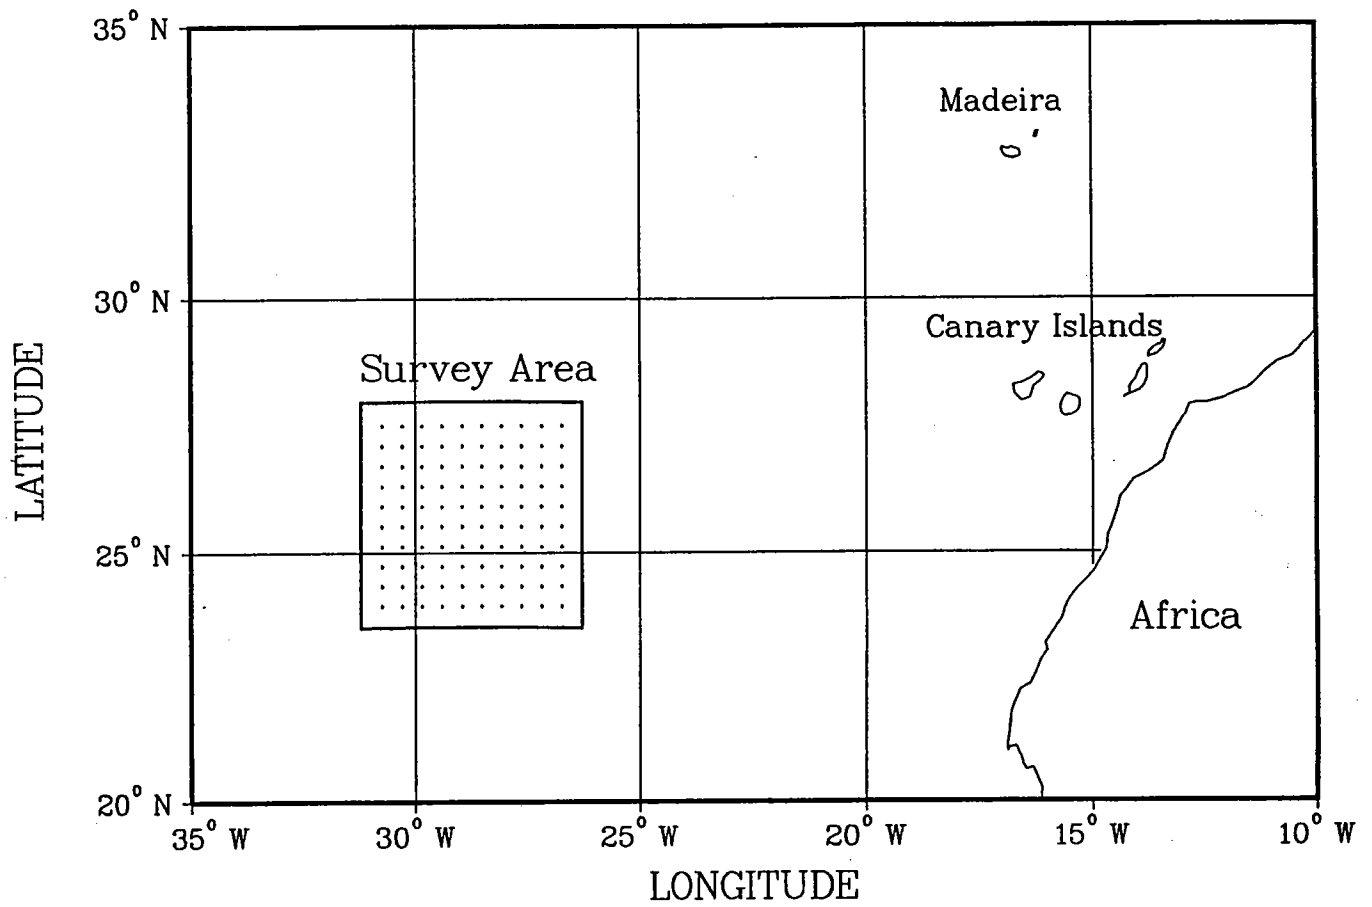 35° N
Madeira
30° N
Canary Islands
Survey Area
LATITUDE
25° N
Africa
20° N
35° W 30° W 25° W 20° W 15° W 10° W
LONGITUDE